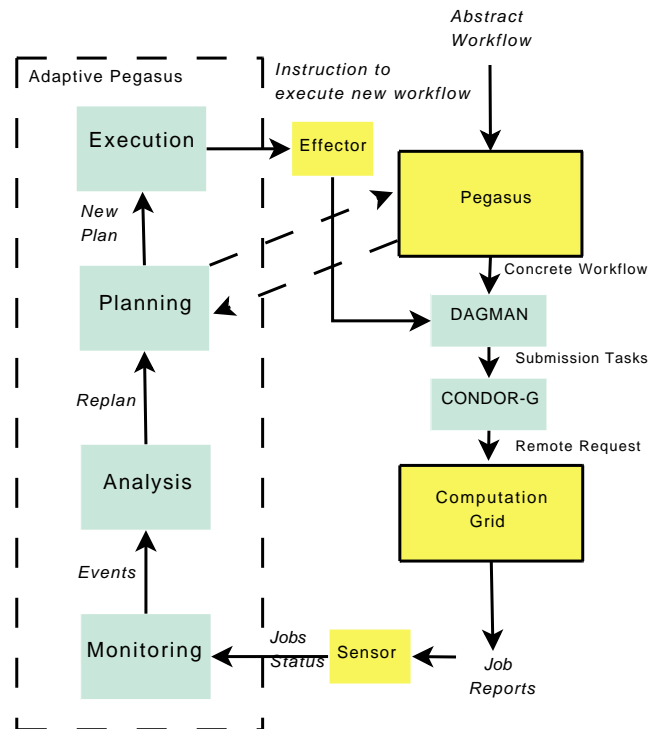 Abstract
Workflow
Adaptive Pegasus
Instruction to
execute new workflow
Execution
Effector
Pegasus
New
Plan
Concrete Workflow
Planning
DAGMAN
Submission Tasks
Replan
CONDOR-G
Remote Request
Analysis
Computation
Grid
Events
Jobs
Status
Monitoring
Sensor
Job
Reports